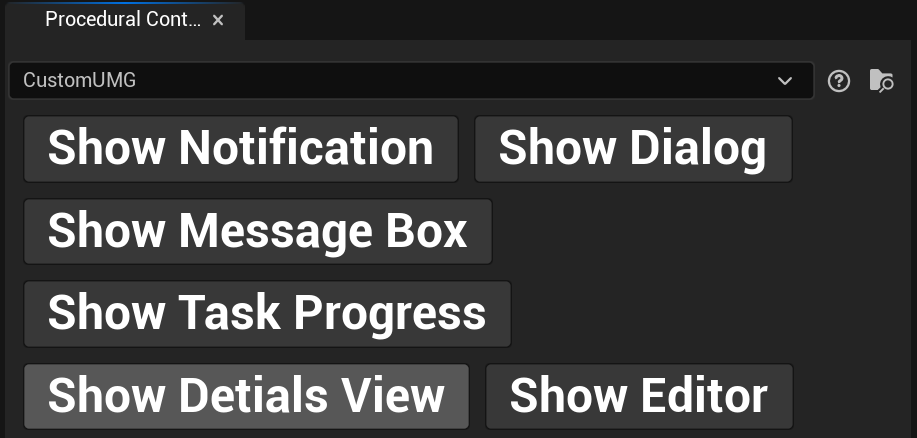 Procedural Cont...
CustomUMG
Show Notification Show Dialog
Show Message Box
Show Task Progress
Show Detials View Show Editor